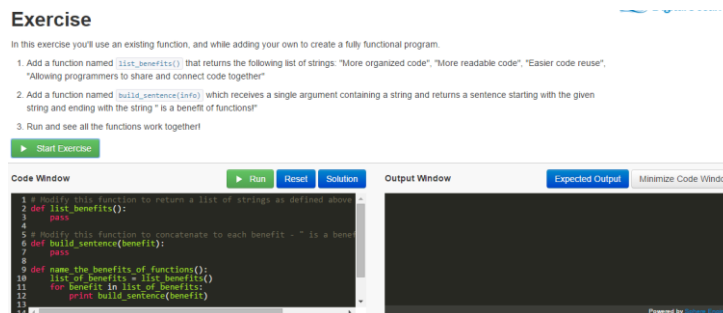 Exercise
In this exercise you'll use an existing function, and while adding your own to create a fully functional program.
1. Add a function named list_benefits() that returns the following list of strings: "More organized code", "More readable code", "Easier code reuse",
"Allowing programmers to share and connect code together"
2. Add a function named build_sentence(info) which receives a single argument containing a string and returns a sentence starting with the given
string and ending with the string " is a benefit of functions!"
3. Run and see all the functions work together!
Start Exercise
Code Window Run Reset Solution Output Window Expected Output Minimize Code Windo
1 # Modify this function to return a list of strings as defined above
2 def list_benefits():
3 pass
4
5 # Modify this function to concatenate to each benefit - " is a benef
6 def build_sentence(benefit):
7 pass
8
9 def name_the_benefits_of_functions():
10 list_of_benefits = list_benefits()
11 for benefit in list_of_benefits:
12 print build_sentence(benefit)
13
14
Powered by